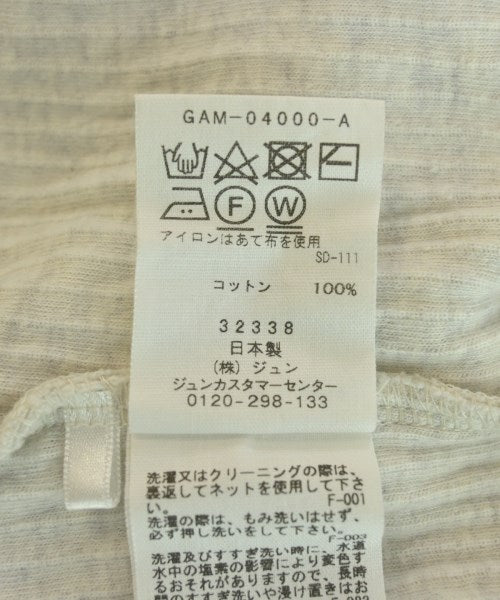 GAM-04000-A
F W
アイロンはあて布を使用
SD-111
コットン 100%
32338
日本製
(株) ジュン
ジュンカスタマーセンター
0120-298-133
洗濯又はクリーニングの際は、
裏返してネットを使用して下さ
い。 F-001
洗濯の際は、もみ洗いはせず、
必ず押し洗いをして下さい。
F-003
洗濯及びすすぎ洗い時に、水道
水中の塩素の影響により変色す
るおそれがありますので、長時
間のすすぎ洗いや浸け置きはお